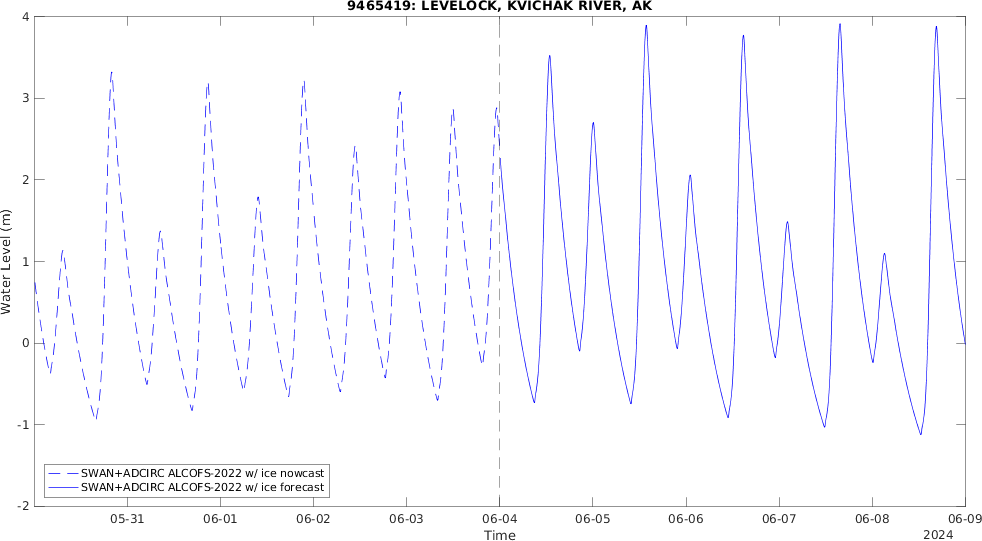 9465419: LEVELOCK, KVICHAK RIVER, AK
4
3
2
1
0
-1
-2
Water Level (m)
SWAN+ADCIRC ALCOFS-2022 w/ ice nowcast
SWAN+ADCIRC ALCOFS-2022 w/ ice forecast
05-31 06-01 06-02 06-03 06-04 06-05 06-06 06-07 06-08 06-09
Time
2024